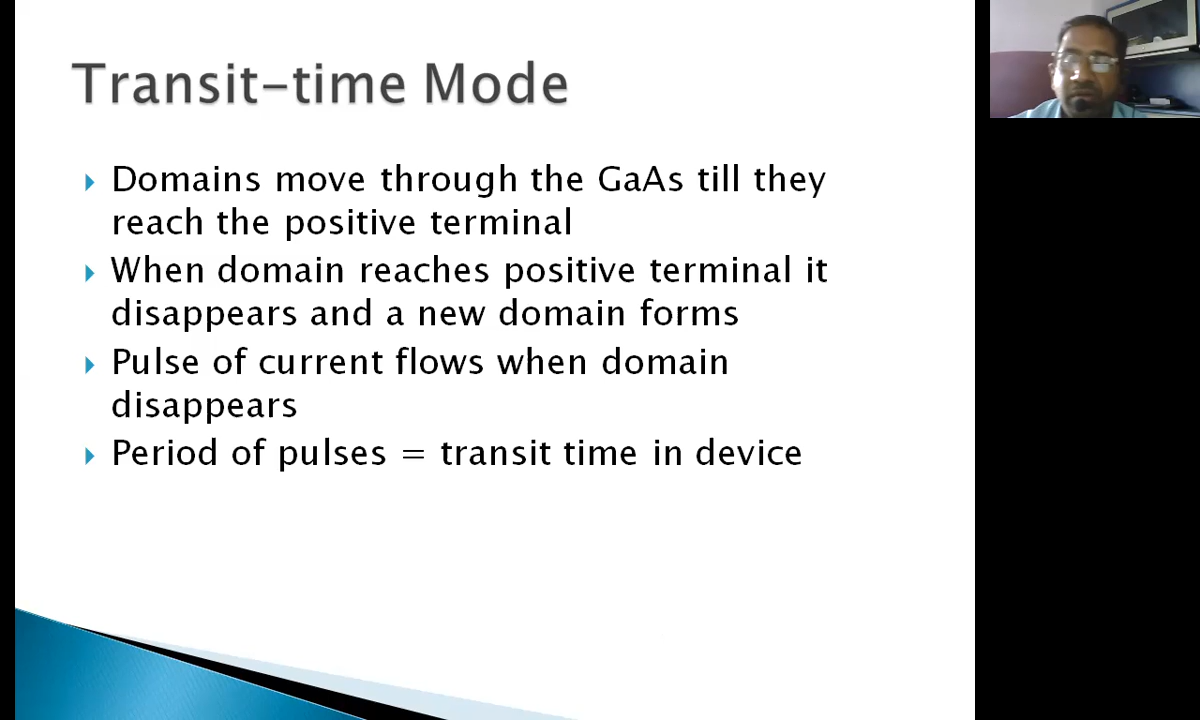 Transit-time Mode
Domains move through the GaAs till they
reach the positive terminal
When domain reaches positive terminal it
disappears and a new domain forms
Pulse of current flows when domain
disappears
Period of pulses = transit time in device